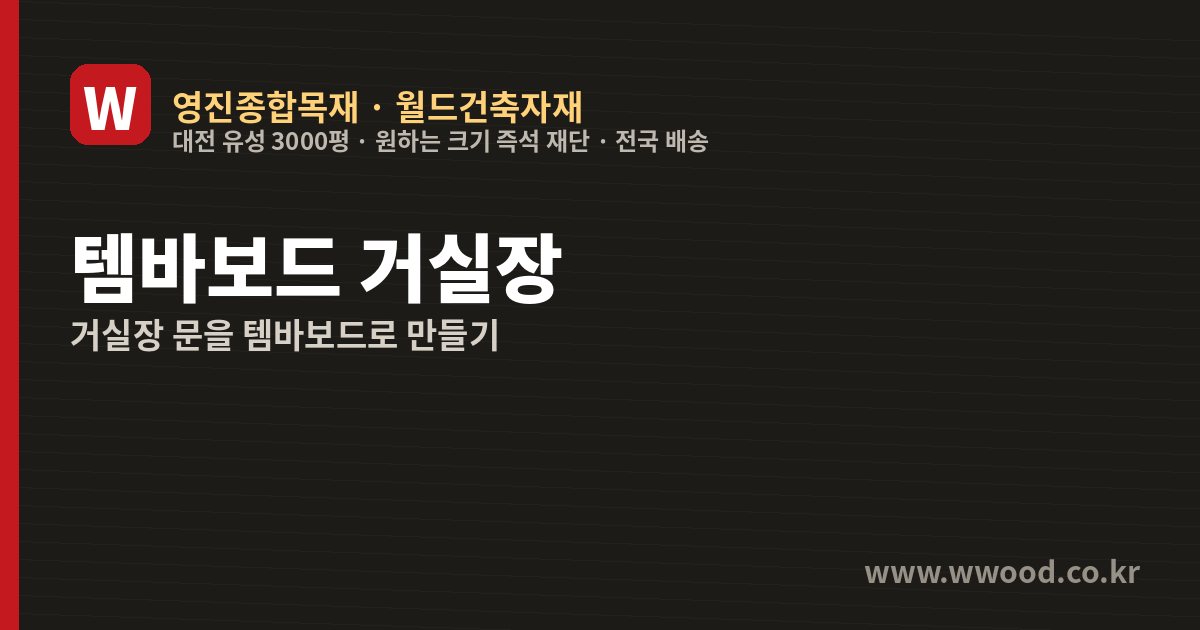 W
영진종합목재 · 월드건축자재
대전 유성 3000평 · 원하는 크기 즉석 재단 · 전국 배송
템바보드 거실장
거실장 문을 템바보드로 만들기
www.wwood.co.kr